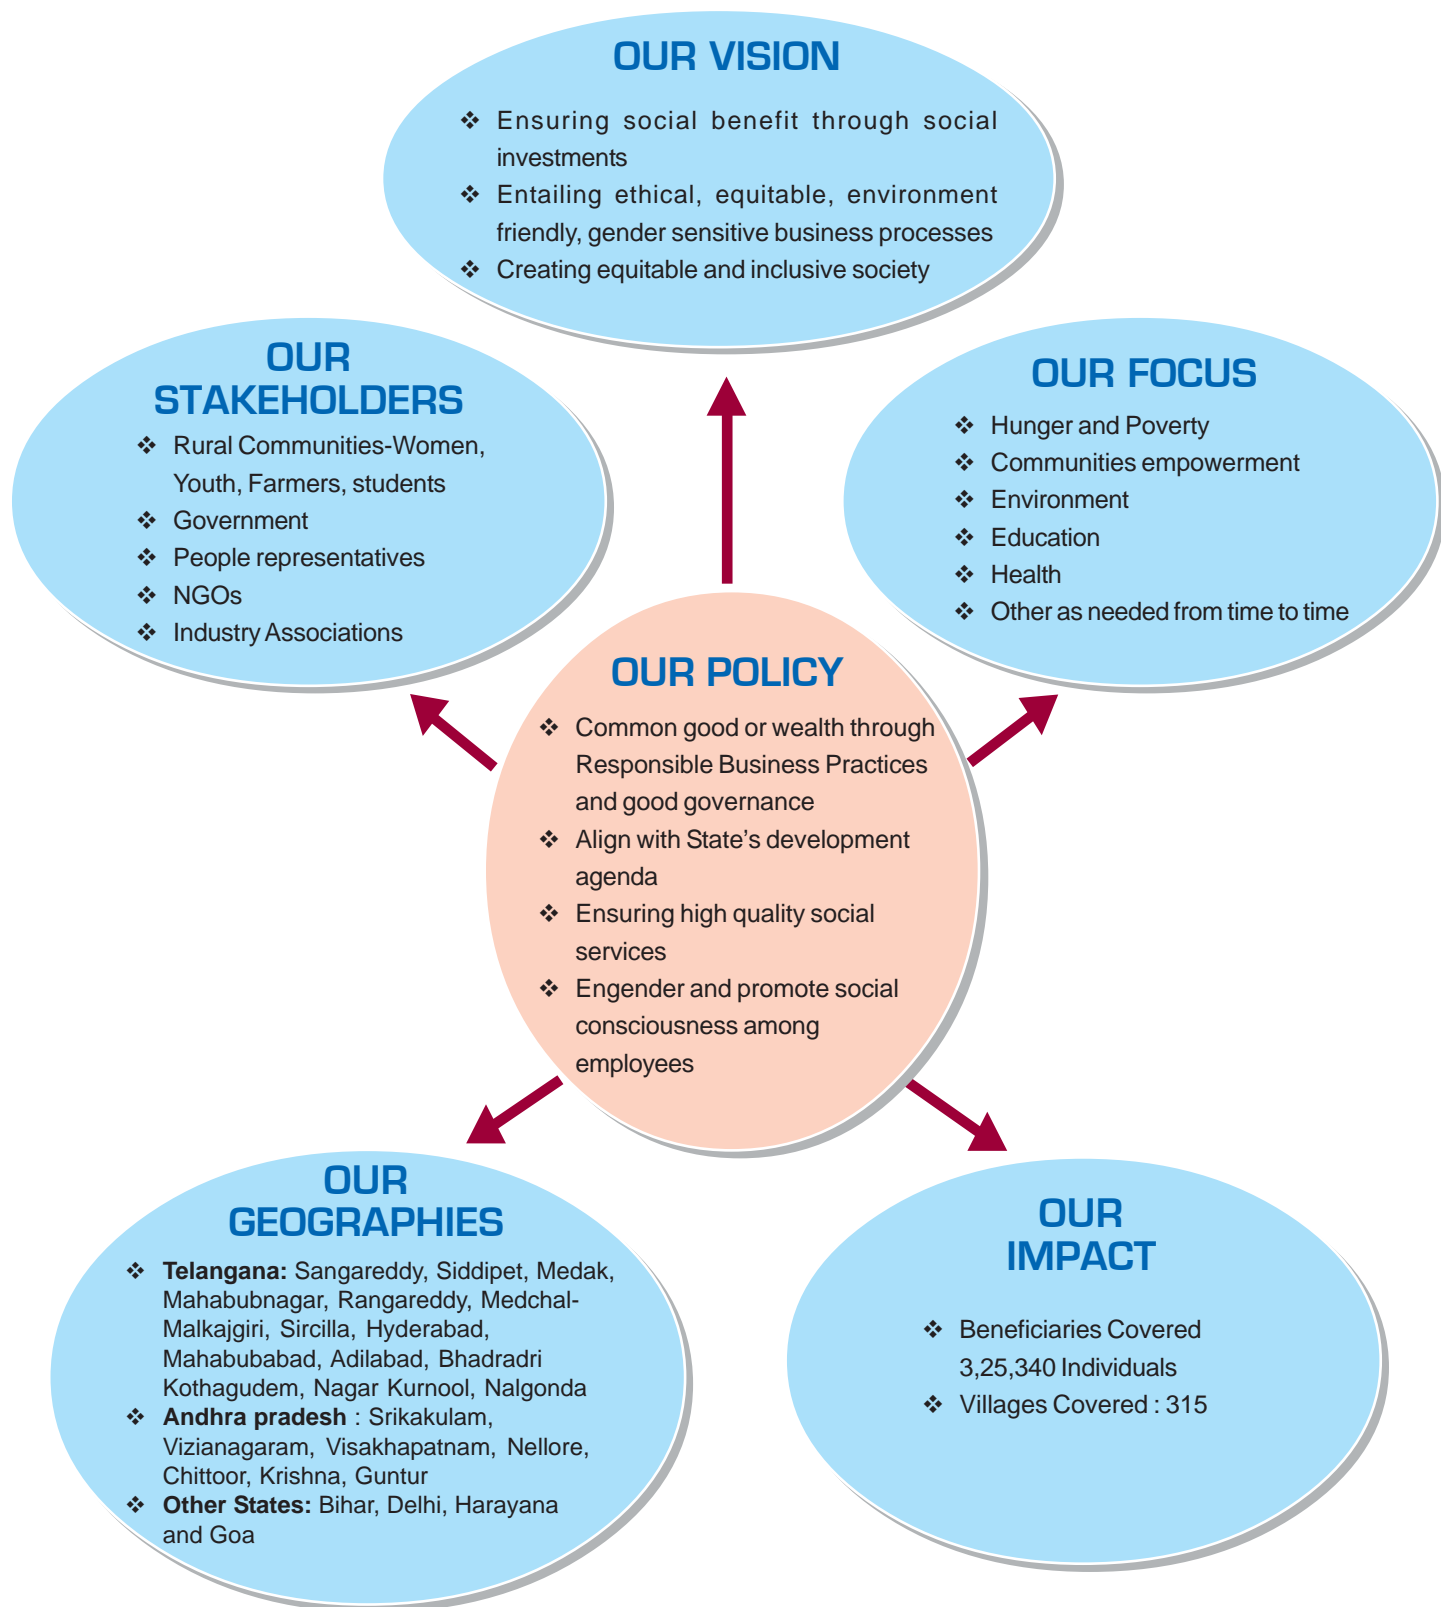 OUR VISION
❖ Ensuring social benefit through social
investments
❖ Entailing ethical, equitable, environment
friendly, gender sensitive business processes
❖ Creating equitable and inclusive society
OUR
STAKEHOLDERS
❖ Rural Communities-Women,
Youth, Farmers, students
❖ Government
❖ People representatives
❖ NGOs
❖ Industry Associations
OUR FOCUS
❖ Hunger and Poverty
❖ Communities empowerment
❖ Environment
❖ Education
❖ Health
❖ Other as needed from time to time
OUR POLICY
❖ Common good or wealth through
Responsible Business Practices
and good governance
❖ Align with State’s development
agenda
❖ Ensuring high quality social
services
❖ Engender and promote social
consciousness among
employees
OUR
GEOGRAPHIES
❖ Telangana: Sangareddy, Siddipet, Medak,
Mahabubnagar, Rangareddy, Medchal-
Malkajgiri, Sircilla, Hyderabad,
Mahabubabad, Adilabad, Bhadradri
Kothagudem, Nagar Kurnool, Nalgonda
❖ Andhra pradesh : Srikakulam,
Vizianagaram, Visakhapatnam, Nellore,
Chittoor, Krishna, Guntur
❖ Other States: Bihar, Delhi, Harayana
and Goa
OUR
IMPACT
❖ Beneficiaries Covered
3,25,340 Individuals
❖ Villages Covered : 315